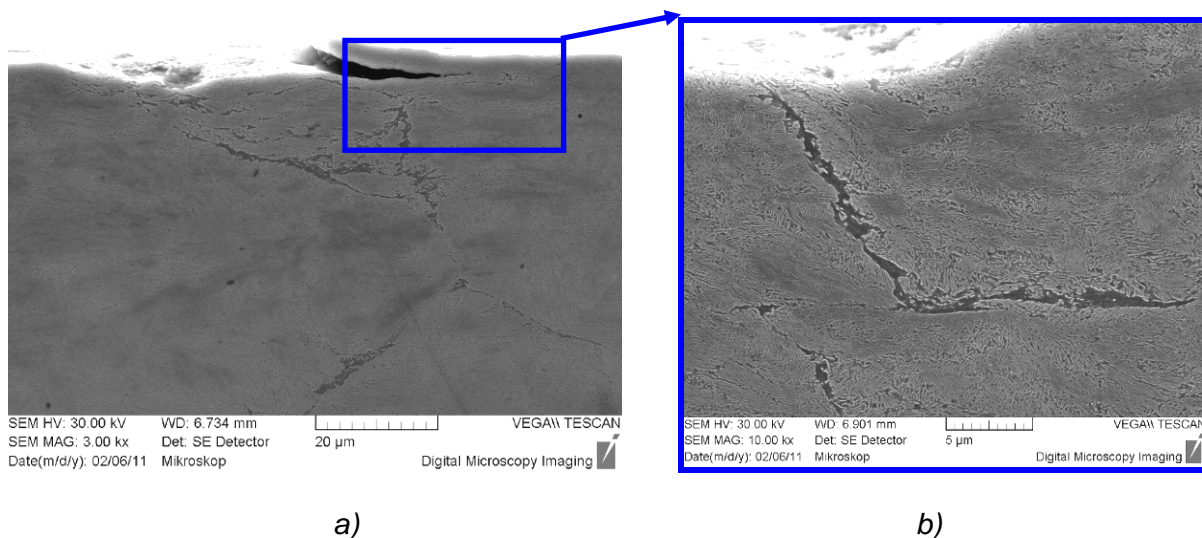 SEM HV: 30.00 kV WD: 6.734 mm VEGA\\ TESCAN
SEM MAG: 3.00 kx Det: SE Detector 20 µm
Date(m/d/y): 02/06/11 Mikroskop Digital Microscopy Imaging
SEM HV: 30.00 kV WD: 6.901 mm VEGA\\ TESCAN
SEM MAG: 10.00 kx Det: SE Detector 5 µm
Date(m/d/y): 02/06/11 Mikroskop Digital Microscopy Imaging
a) b)